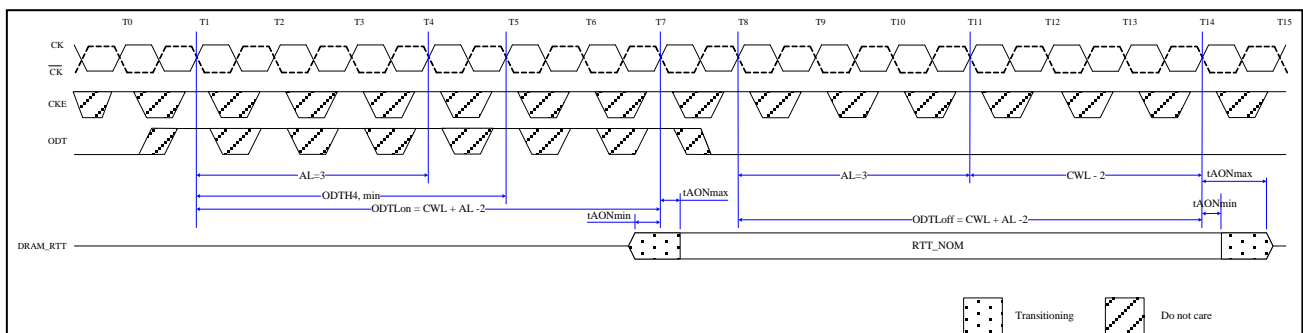 T0 T1 T2 T3 T4 T5 T6 T7 T8 T9 T10 T11 T12 T13 T14 T15
CK
CK
CKE
ODT
AL=3 AL=3 CWL - 2
tAONmax
ODTH4, min
tAONmax
ODTLon = CWL + AL -2
tAONmin
tAONmin
ODTLoff = CWL + AL -2
DRAM_RTT
RTT_NOM
Transitioning Do not care